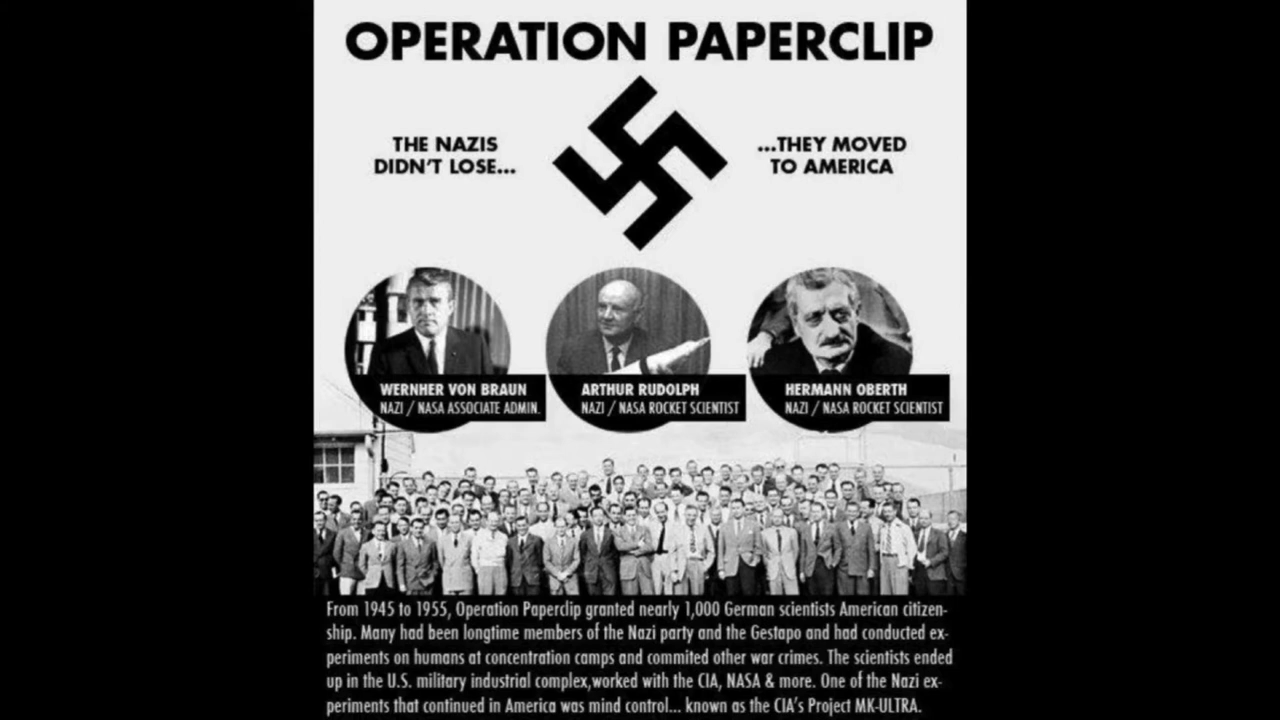 OPERATION PAPERCLIP
THE NAZIS
DIDN'T LOSE...
...THEY MOVED
TO AMERICA
WERNHER VON BRAUN
NAZI / NASA ASSOCIATE ADMIN.
ARTHUR RUDOLPH
NAZI / NASA ROCKET SCIENTIST
HERMANN OBERTH
NAZI / NASA ROCKET SCIENTIST
From 1945 to 1955, Operation Paperclip granted nearly 1,000 German scientists American citizen-
ship. Many had been longtime members of the Nazi party and the Gestapo and had conducted ex-
periments on humans at concentration camps and commited other war crimes. The scientists ended
up in the U.S. military industrial complex,worked with the CIA, NASA & more. One of the Nazi ex-
periments that continued in America was mind control... known as the CIA's Project MK-ULTRA.